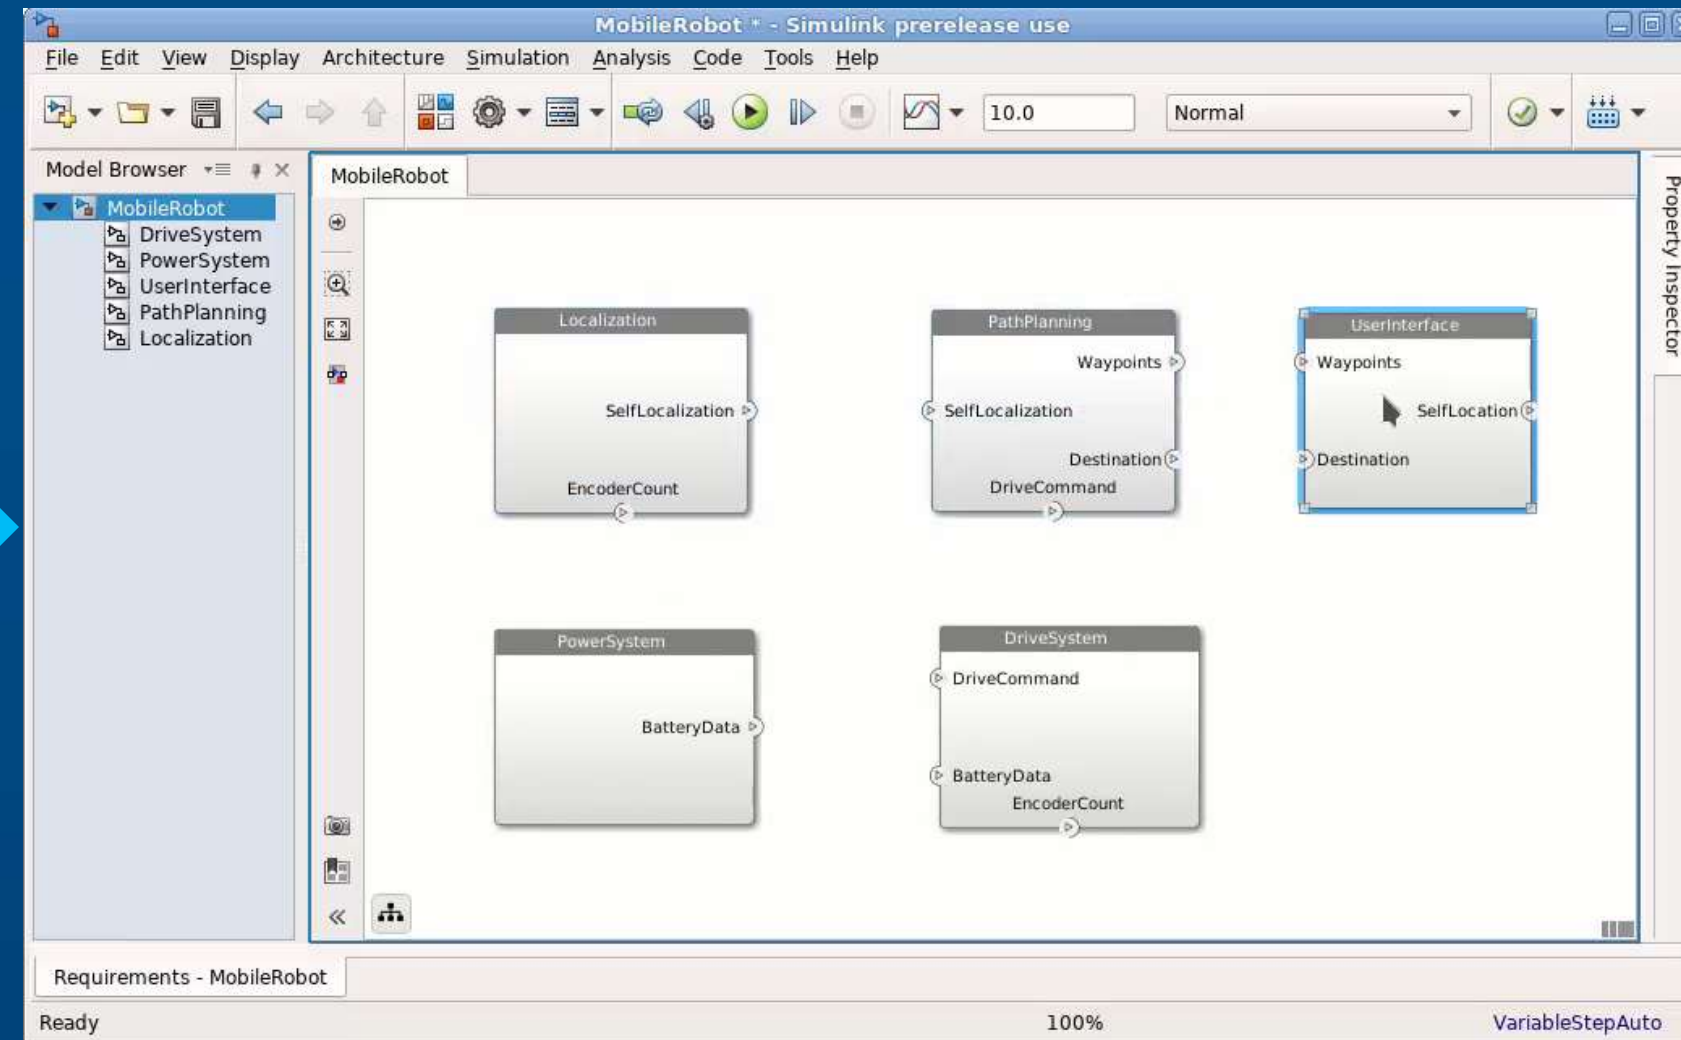 MobileRobot * - Simulink prerelease use
File Edit View Display Architecture Simulation Analysis Code Tools Help
10.0 Normal
Model Browser
MobileRobot
DriveSystem
PowerSystem
UserInterface
PathPlanning
Localization
MobileRobot
Localization
SelfLocalization
EncoderCount
PathPlanning
Waypoints
SelfLocalization
Destination
DriveCommand
UserInterface
Waypoints
SelfLocation
Destination
PowerSystem
BatteryData
DriveSystem
DriveCommand
BatteryData
EncoderCount
Property Inspector
Requirements - MobileRobot
Ready 100% VariableStepAuto